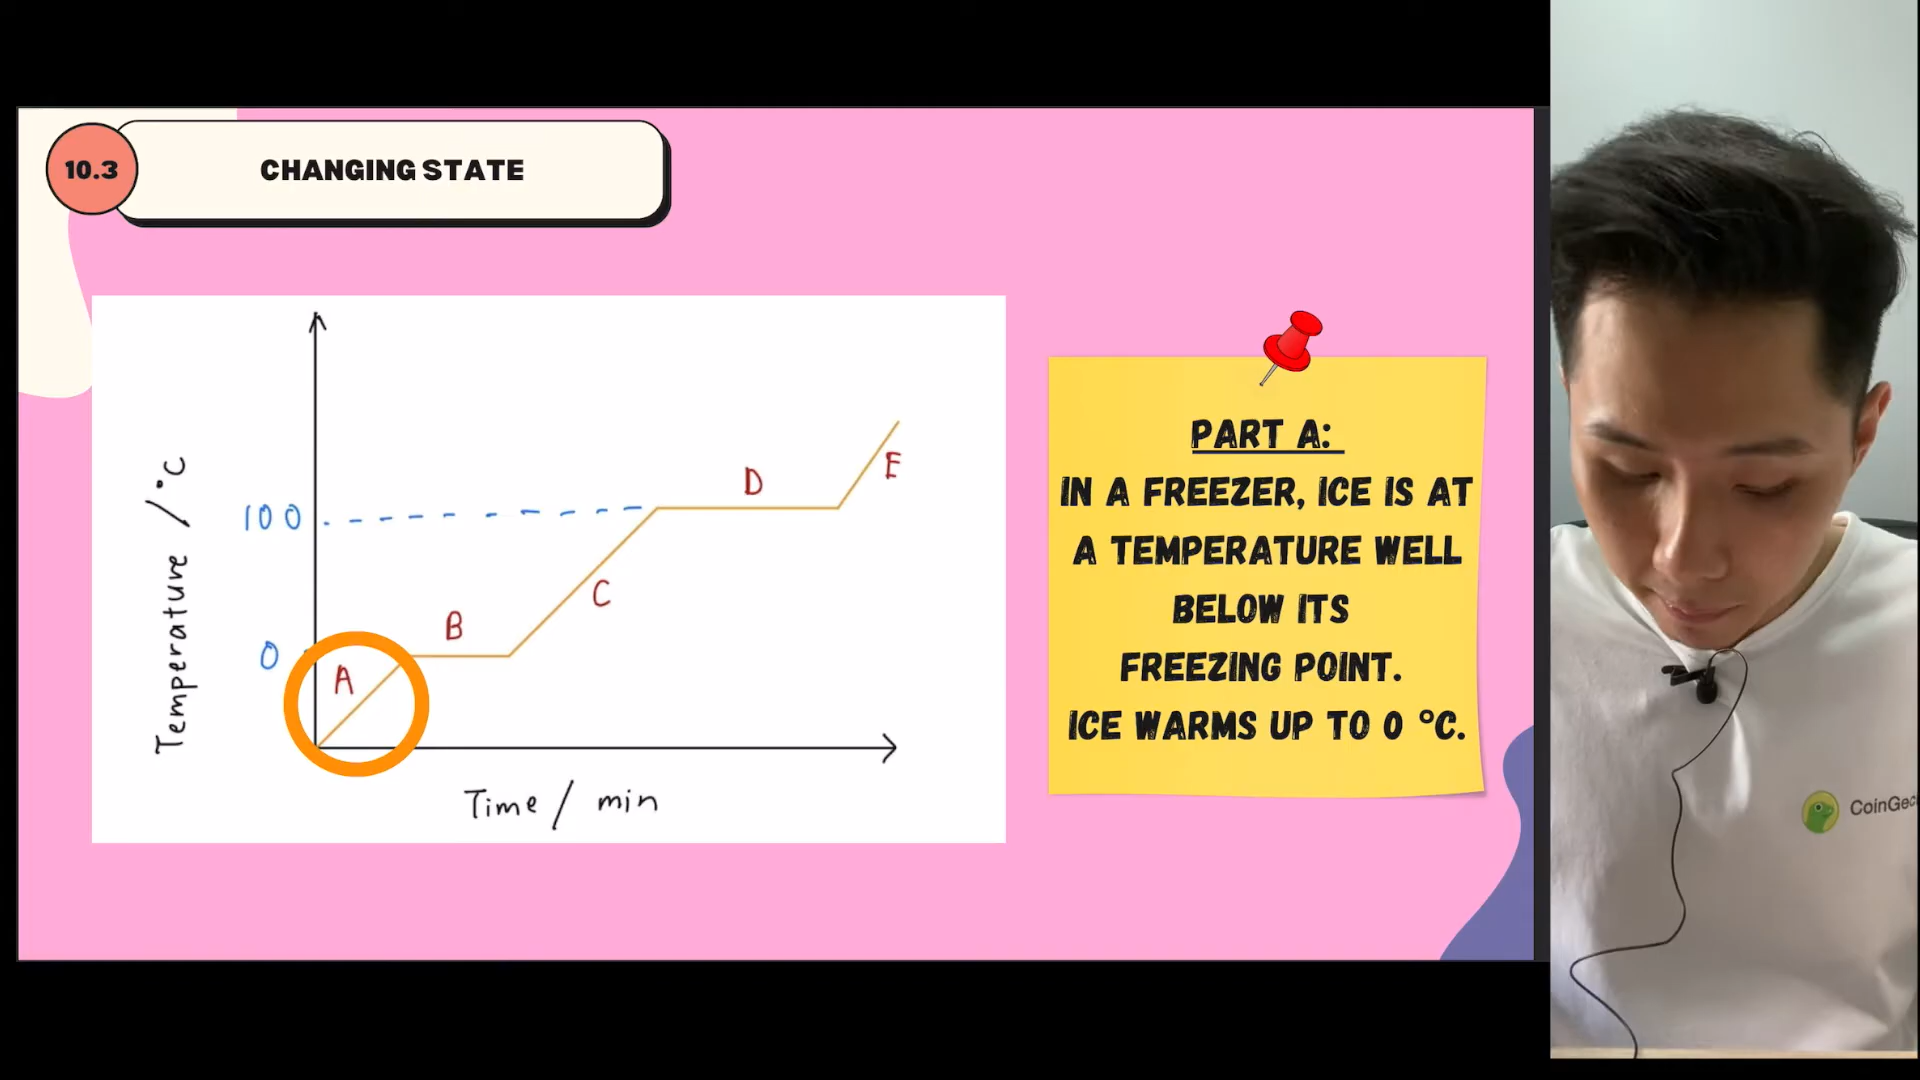 10.3
CHANGING STATE
Temperature / °C
100
0
A
B
C
D
E
Time / min
PART A:
IN A FREEZER, ICE IS AT
A TEMPERATURE WELL
BELOW ITS
FREEZING POINT.
ICE WARMS UP TO 0 °C.